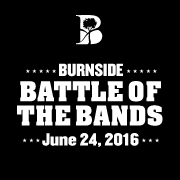 B
BURNSIDE
BATTLE OF
THE BANDS
June 24, 2016